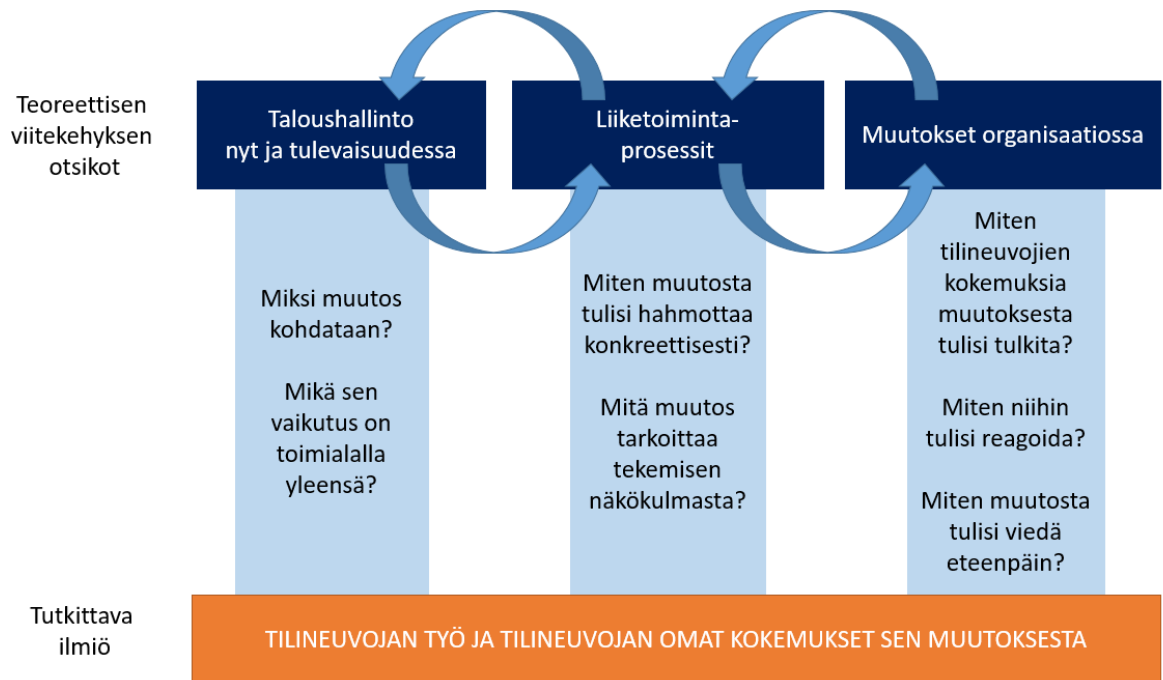 Teoreettisen
viitekehyksen
otsikot
Taloushallinto
nyt ja tulevaisuudessa
Liiketoiminta-
prosessit
Muutokset organisaatiossa
Miksi muutos
kohdataan?
Mikä sen
vaikutus on
toimialalla
yleensä?
Miten muutosta
tulisi hahmottaa
konkreettisesti?
Mitä muutos
tarkoittaa
tekemisen
näkökulmasta?
Miten
tilineuvojien
kokemuksia
muutoksesta
tulisi tulkita?
Miten niihin
tulisi reagoida?
Miten muutosta
tulisi viedä
eteenpäin?
Tutkittava
ilmiö
TILINEUVOJAN TYÖ JA TILINEUVOJAN OMAT KOKEMUKSET SEN MUUTOKSESTA